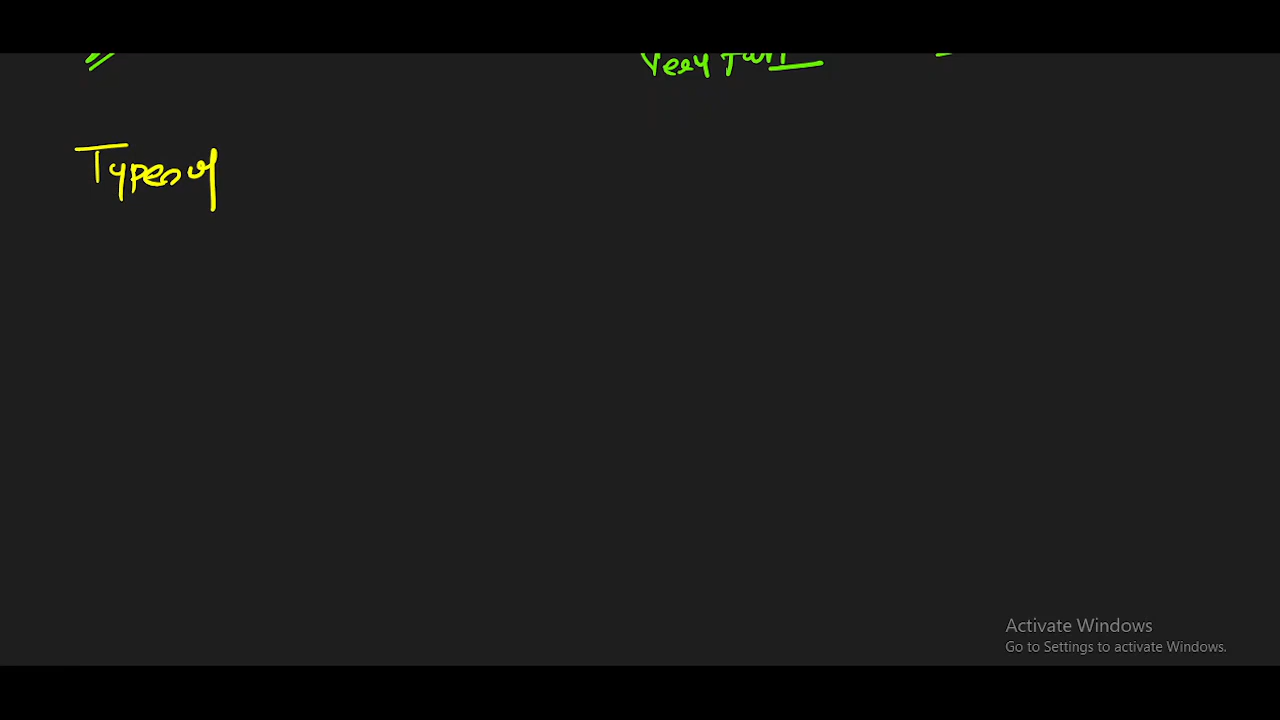 Very
Types of
Activate Windows
Go to Settings to activate Windows.